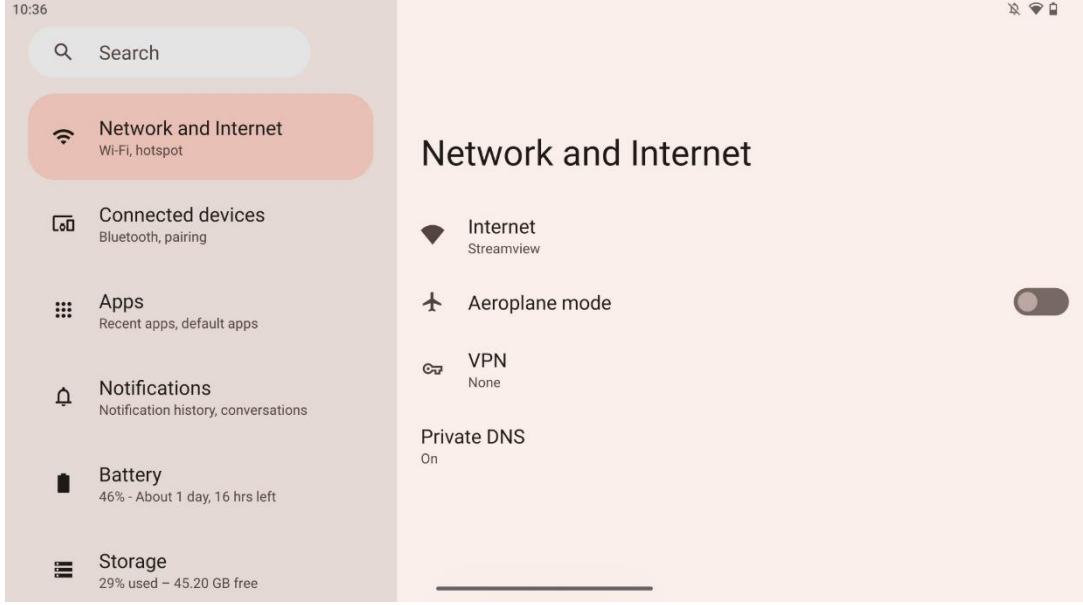 10:36
Search
Network and Internet
Wi-Fi, hotspot
Connected devices
Bluetooth, pairing
Apps
Recent apps, default apps
Notifications
Notification history, conversations
Battery
46% - About 1 day, 16 hrs left
Storage
29% used – 45.20 GB free
Network and Internet
Internet
Streamview
Aeroplane mode
VPN
None
Private DNS
On